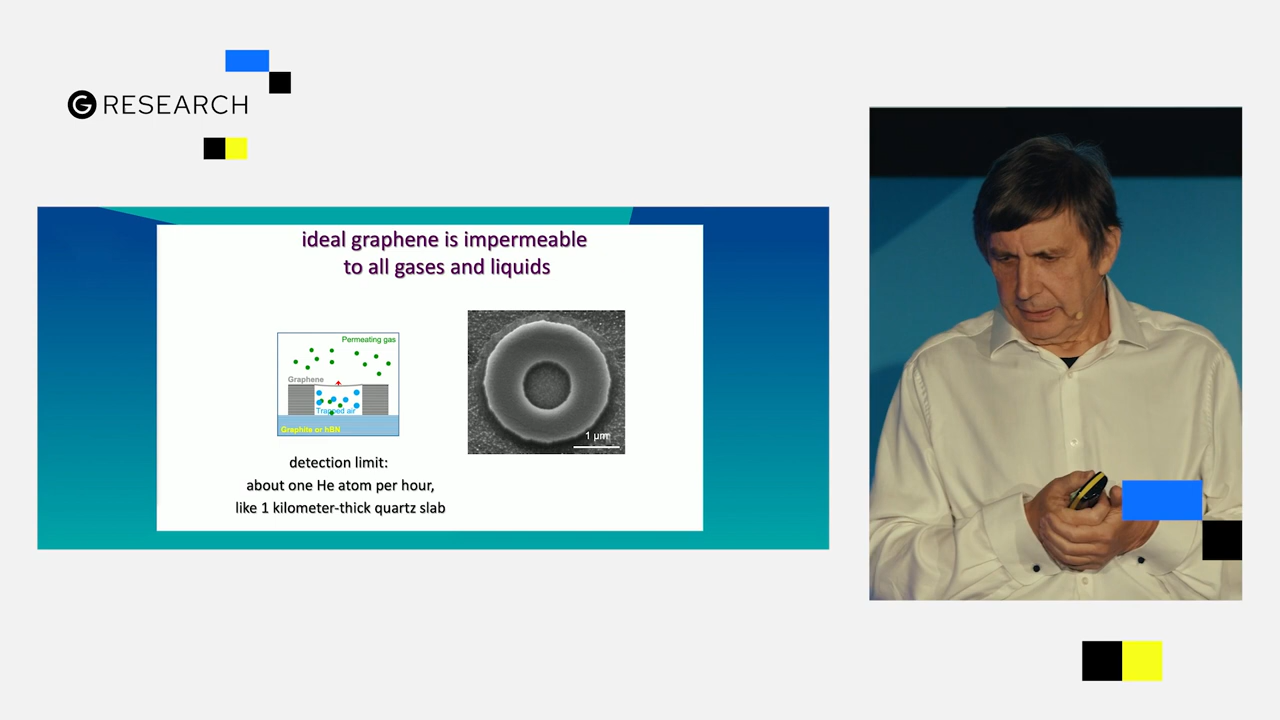 G RESEARCH
ideal graphene is impermeable
to all gases and liquids
Permeating gas
Graphene
Trapped air
Graphite or hBN
1 μm
detection limit:
about one He atom per hour,
like 1 kilometer-thick quartz slab